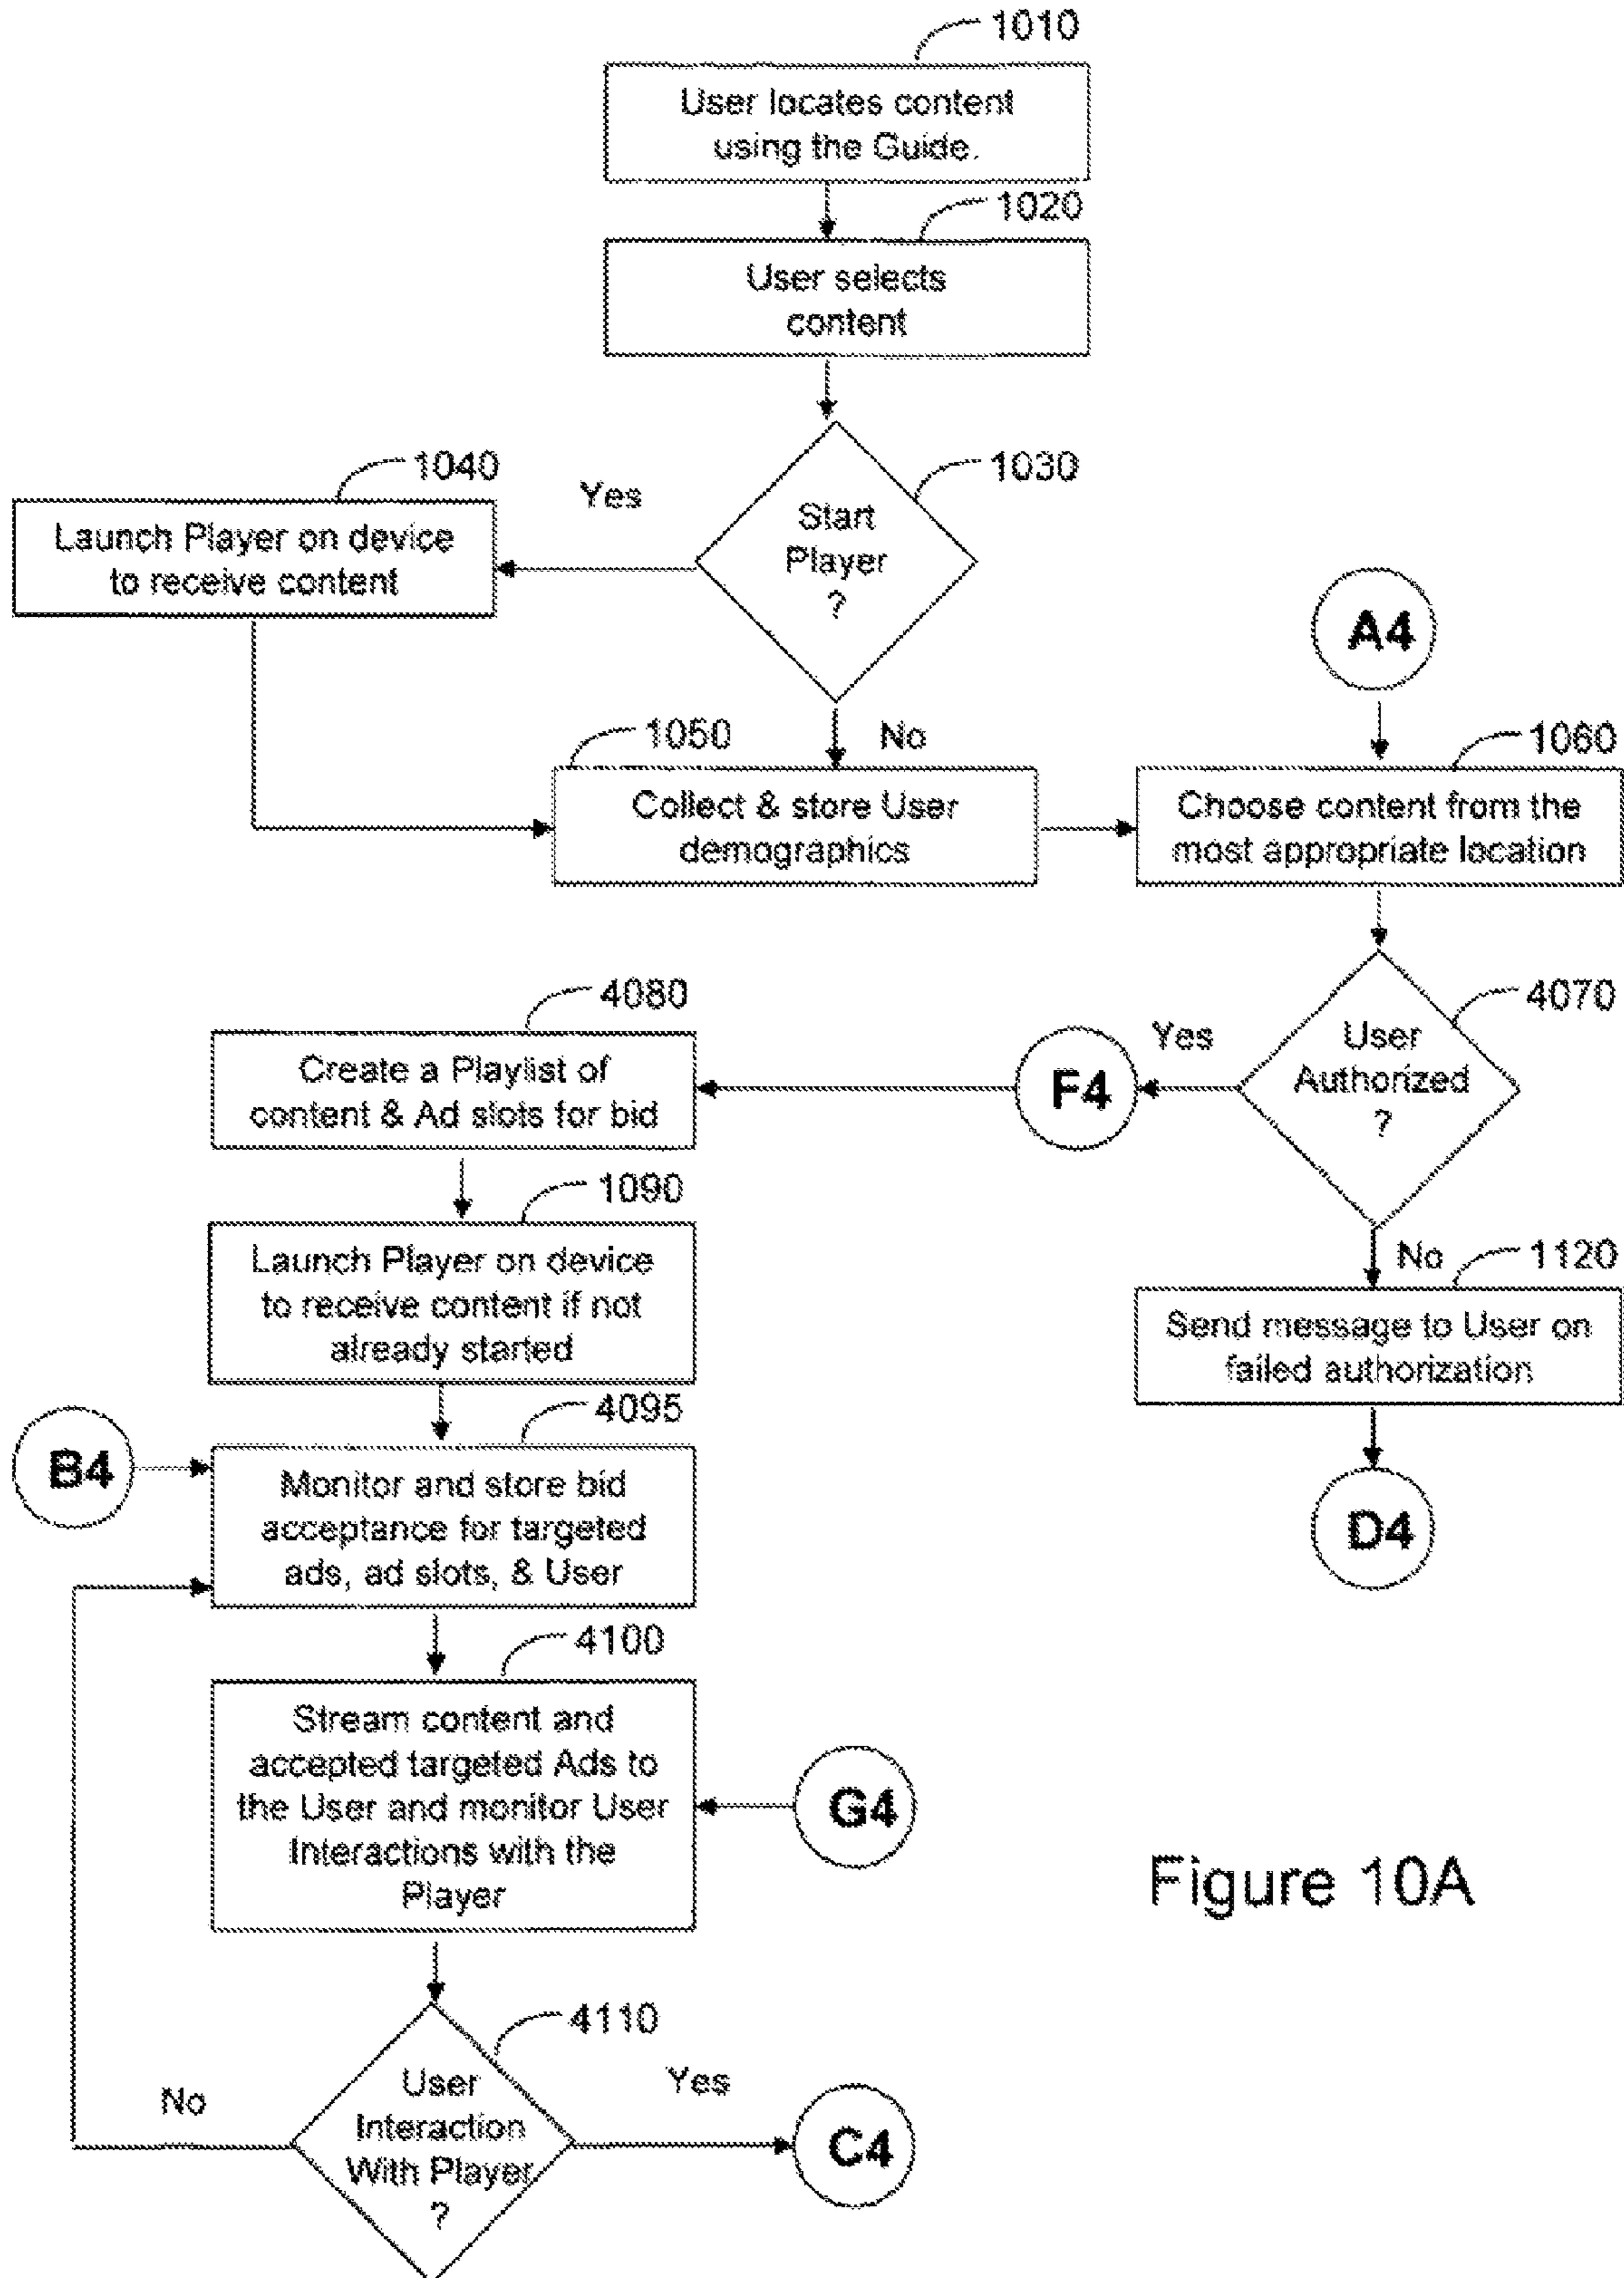 1010
User locates content
using the Guide.
1020
User selects
content
1030
Start
Player
?
Yes
1040
Launch Player on device
to receive content
No
1050
Collect & store User
demographics
A4
1060
Choose content from the
most appropriate location
4070
User
Authorized
?
Yes
F4
No
1120
Send message to User on
failed authorization
D4
4080
Create a Playlist of
content & Ad slots for bid
1090
Launch Player on device
to receive content if not
already started
4095
B4
Monitor and store bid
acceptance for targeted
ads, ad slots, & User
4100
Stream content and
accepted targeted Ads to
the User and monitor User
Interactions with the
Player
G4
4110
User
Interaction
With Player
?
No
Yes
C4
Figure 10A